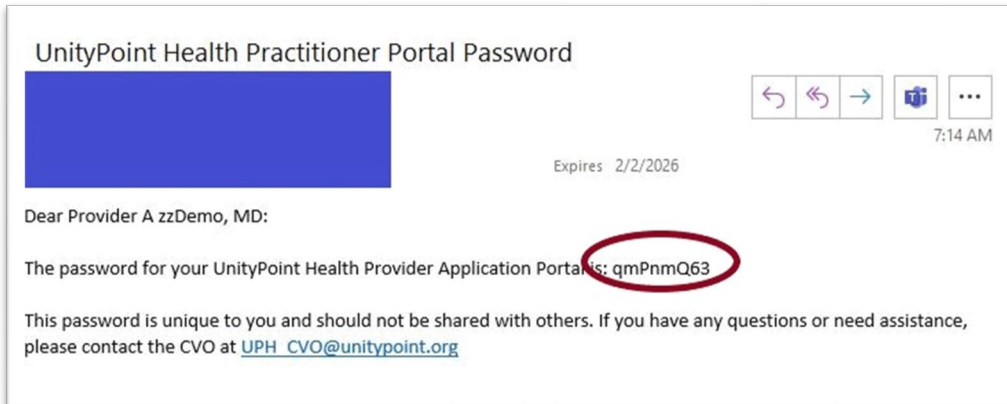 UnityPoint Health Practitioner Portal Password
7:14 AM
Expires 2/2/2026
Dear Provider A zzDemo, MD:
The password for your UnityPoint Health Provider Application Portal is: qmPnmQ63
This password is unique to you and should not be shared with others. If you have any questions or need assistance,
please contact the CVO at UPH_CVO@unitypoint.org